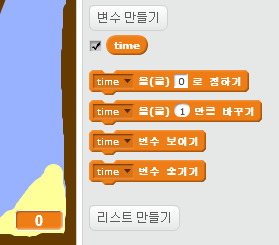 변수 만들기
time
time 을(를) 0 로 정하기
time 을(를) 1 만큼 바꾸기
time 변수 보이기
time 변수 숨기기
0
리스트 만들기